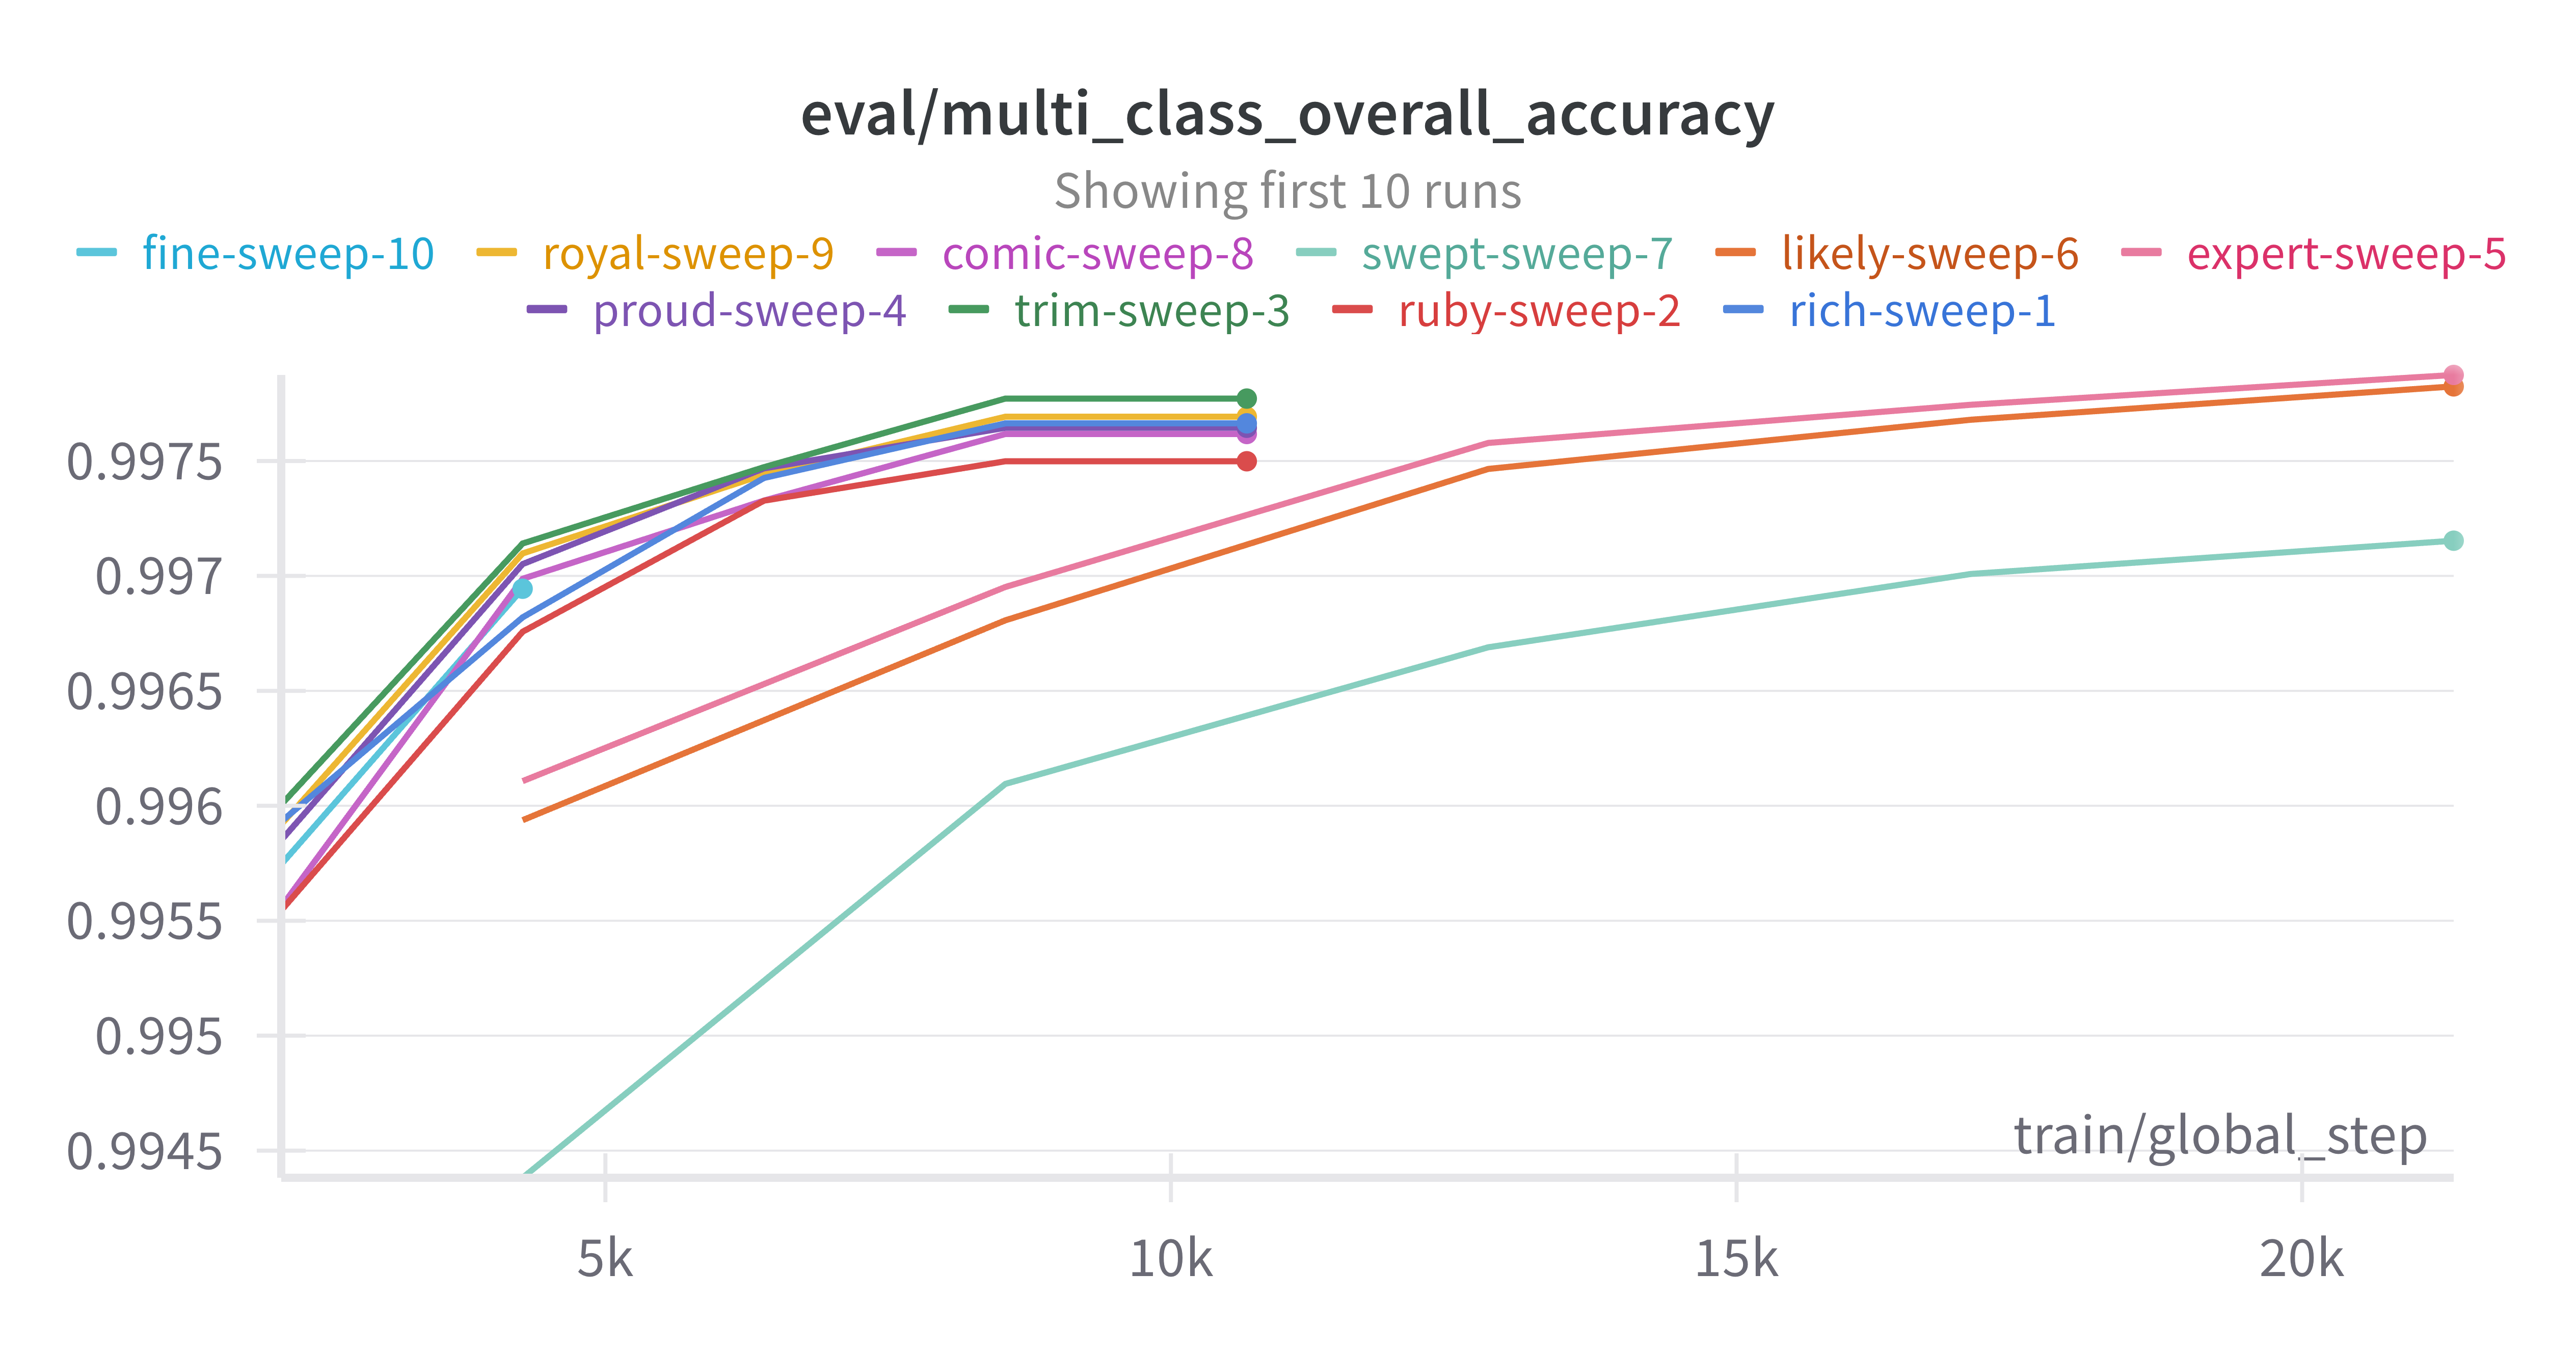 eval/multi_class_overall_accuracy
Showing first 10 runs
fine-sweep-10 royal-sweep-9 comic-sweep-8 swept-sweep-7 likely-sweep-6 expert-sweep-5
proud-sweep-4 trim-sweep-3 ruby-sweep-2 rich-sweep-1
0.9975
0.997
0.9965
0.996
0.9955
0.995
0.9945
train/global_step
5k 10k 15k 20k